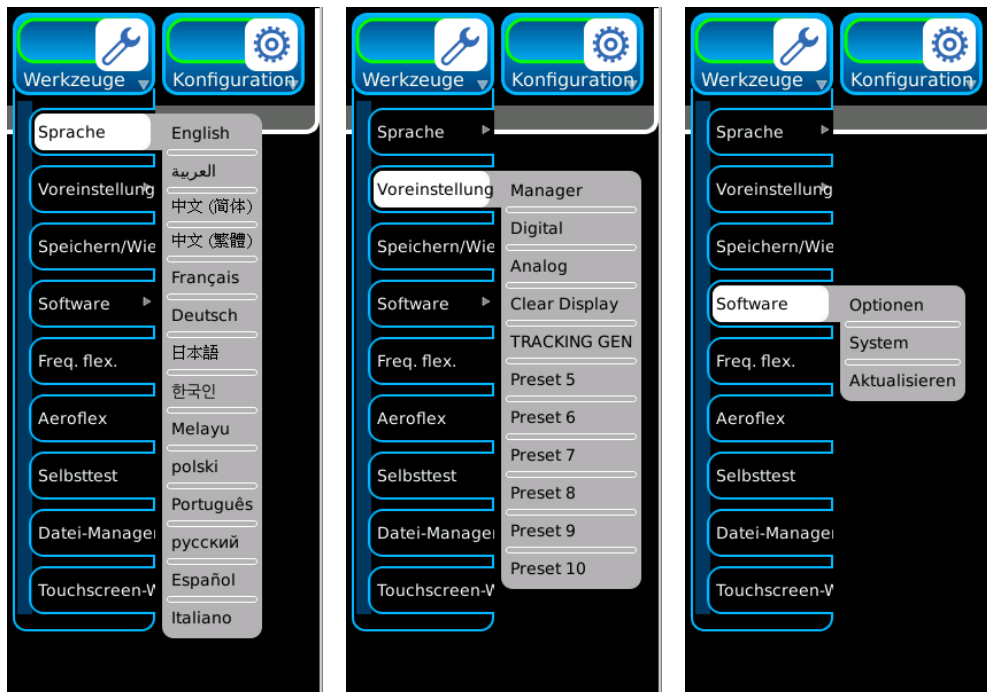 Werkzeuge
Konfiguration
Sprache
Voreinstellung
Speichern/Wie
Software
Freq. flex.
Aeroflex
Selbsttest
Datei-Manager
Touchscreen-W
English
العربية
中文 (简体)
中文 (繁體)
Français
Deutsch
日本語
한국인
Melayu
polski
Português
русский
Español
Italiano
Werkzeuge
Konfiguration
Sprache
Voreinstellung
Speichern/Wie
Software
Freq. flex.
Aeroflex
Selbsttest
Datei-Manager
Touchscreen-W
Manager
Digital
Analog
Clear Display
TRACKING GEN
Preset 5
Preset 6
Preset 7
Preset 8
Preset 9
Preset 10
Werkzeuge
Konfiguration
Sprache
Voreinstellung
Speichern/Wie
Software
Freq. flex.
Aeroflex
Selbsttest
Datei-Manager
Touchscreen-W
Optionen
System
Aktualisieren